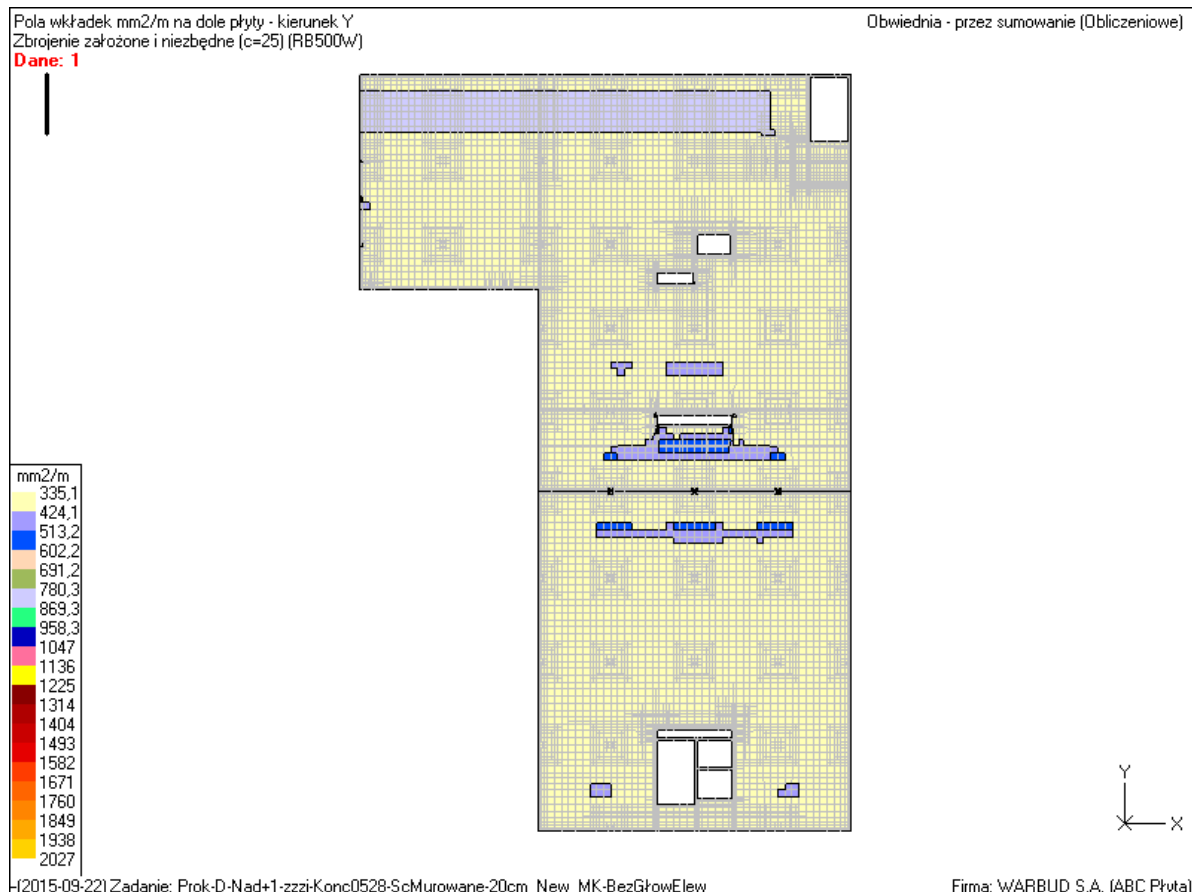 Pola wkładek mm2/m na dole płyty - kierunek Y
Obwiednia - przez sumowanie (Obliczeniowe)
Zbrojenie założone i niezbędne (c=25) (RB500W)
Dane: 1
mm2/m
335,1
424,1
513,2
602,2
691,2
780,3
869,3
958,3
1047
1136
1225
1314
1404
1493
1582
1671
1760
1849
1938
2027
Y
X
(2015-09-22) Zadanie: Prok-D-Nad+1-zzzi-Konc0528-ScMurowane-20cm_New_MK-BezGłowElew
Firma: WARBUD S.A. (ABC Płyta)